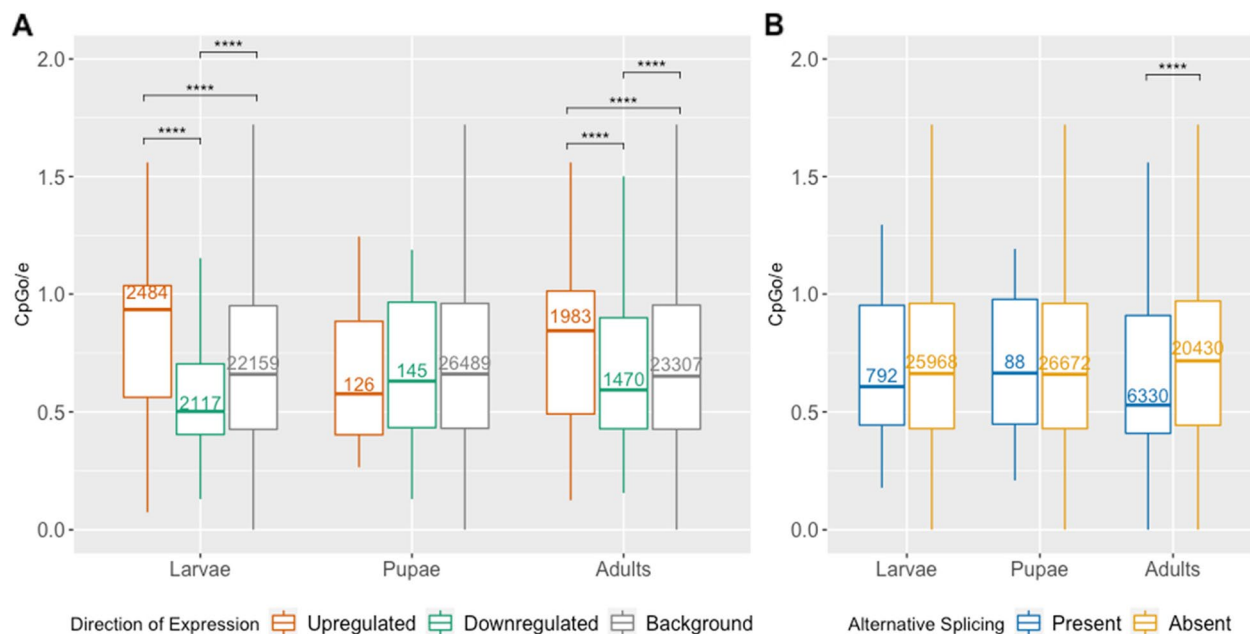 A
B
CpGo/e
2.0
1.5
1.0
0.5
0.0
****
****
****
****
****
****
2484
2117
22159
126
145
26489
1983
1470
23307
Larvae
Pupae
Adults
Direction of Expression Upregulated Downregulated Background
CpGo/e
2.0
1.5
1.0
0.5
0.0
****
792
25968
88
26672
6330
20430
Larvae
Pupae
Adults
Alternative Splicing Present Absent